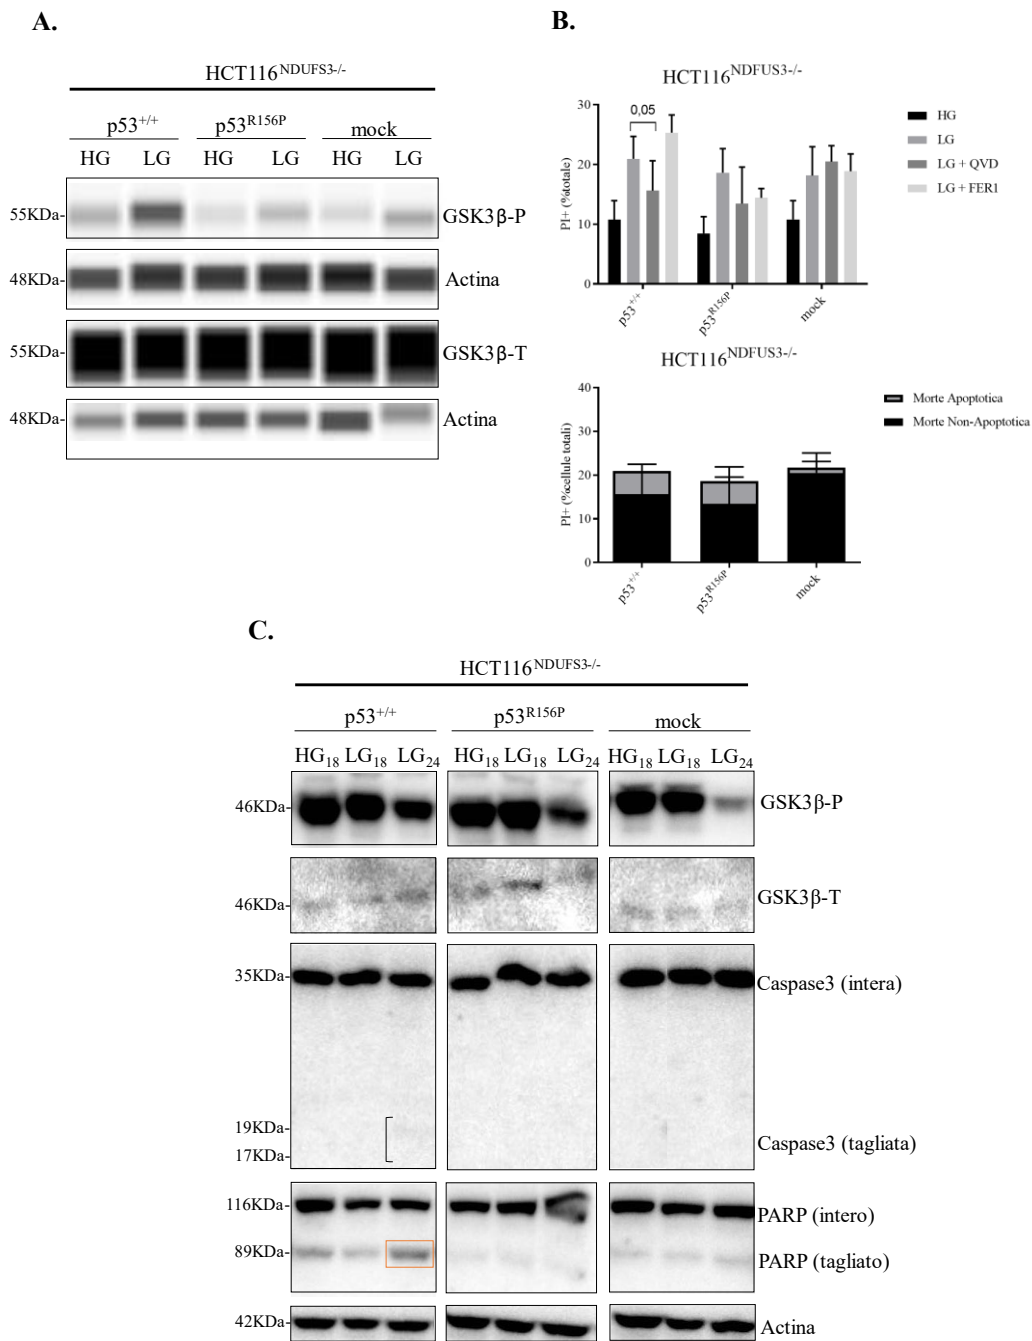 A.
HCT116NDUFS3-/-
p53+/+ p53R156P mock
HG LG HG LG HG LG
55KDa- GSK3β-P
48KDa- Actina
55KDa- GSK3β-T
48KDa- Actina
B.
HCT116NDFUS3-/-
PI+ (%totale)
30
20
10
0
0,05
p53+/+ p53R156P mock
HG
LG
LG + QVD
LG + FER1
HCT116NDFUS3-/-
PI+ (%cellule totali)
40
30
20
10
0
p53+/+ p53R156P mock
Morte Apoptotica
Morte Non-Apoptotica
C.
HCT116NDUFS3-/-
p53+/+ p53R156P mock
HG18 LG18 LG24 HG18 LG18 LG24 HG18 LG18 LG24
46KDa- GSK3β-P
46KDa- GSK3β-T
35KDa- Caspase3 (intera)
19KDa-
17KDa- Caspase3 (tagliata)
116KDa- PARP (intero)
89KDa- PARP (tagliato)
42KDa- Actina